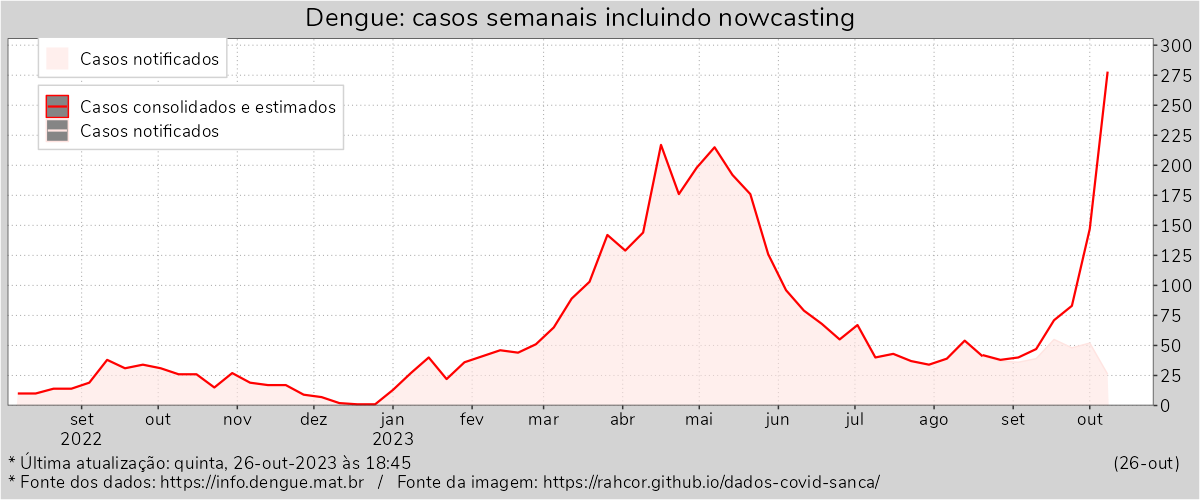 Dengue: casos semanais incluindo nowcasting
Casos notificados
Casos consolidados e estimados
Casos notificados
300
275
250
225
200
175
150
125
100
75
50
25
0
set out nov dez jan fev mar abr mai jun jul ago set out
2022 2023
* Última atualização: quinta, 26-out-2023 às 18:45 (26-out)
* Fonte dos dados: https://info.dengue.mat.br / Fonte da imagem: https://rahcor.github.io/dados-covid-sanca/